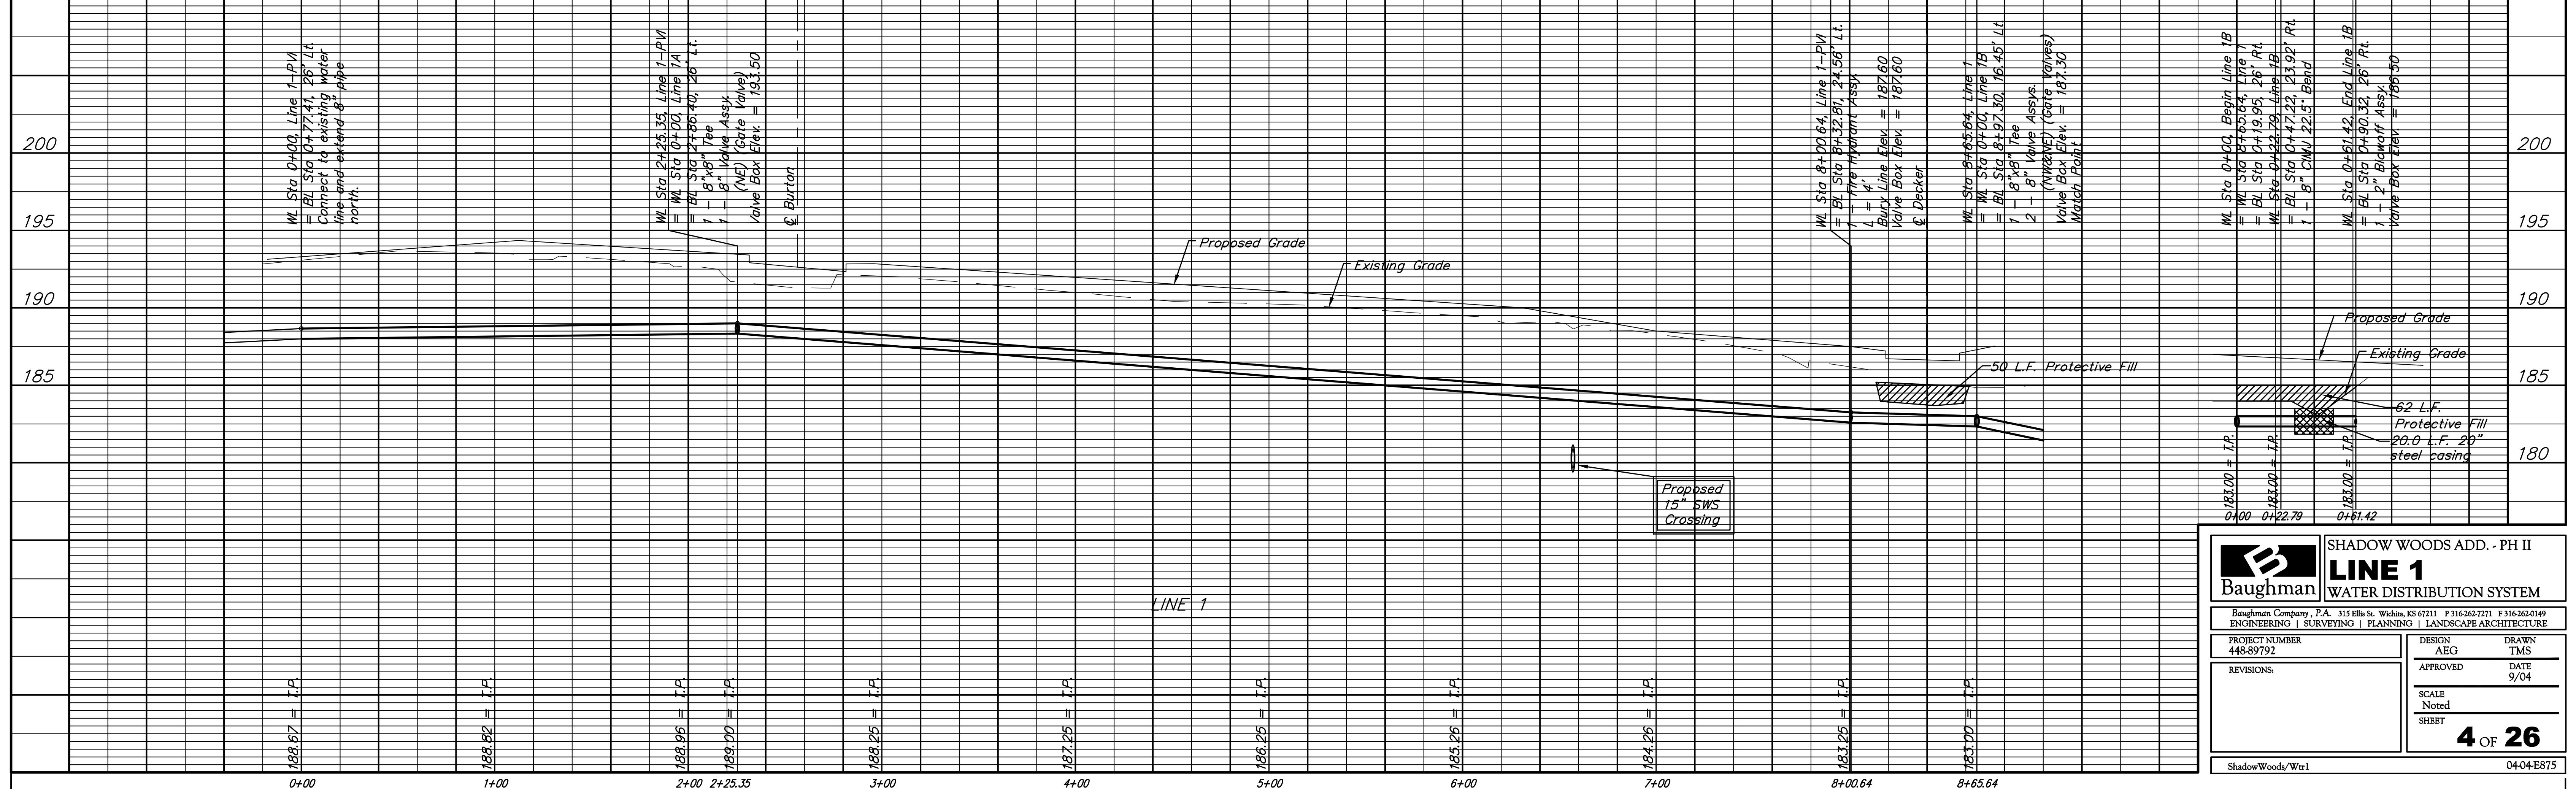 WL Sta 0+00, Line 1-PVI
= BL Sta 0+77.41, 26' Lt.
Connect to existing water
line and extend 8" pipe
north.
WL Sta 2+25.35, Line 1-PVI
= WL Sta 0+00, Line 1A
= BL Sta 2+86.40, 26' Lt.
1 - 8"x8" Tee
1 - 8" Valve Assy.
(NE) (Gate Valve)
Valve Box Elev. = 193.50
℄ Burton
WL Sta 8+00.64, Line 1-PVI
= BL Sta 8+32.81, 24.56' Lt.
1 - Fire Hydrant Assy.
L = 4'
Bury Line Elev. = 187.60
Valve Box Elev. = 187.60
℄ Decker
WL Sta 8+65.64, Line 1
= WL Sta 0+00, Line 1B
= BL Sta 8+97.30, 16.45' Lt.
1 - 8"x8" Tee
2 - 8" Valve Assys.
(NW&NE) (Gate Valves)
Valve Box Elev. = 187.30
Match Point
WL Sta 0+00, Begin Line 1B
= WL Sta 8+65.64, Line 1
= BL Sta 0+19.95, 26' Rt.
WL Sta 0+22.79, Line 1B
= BL Sta 0+47.22, 23.92' Rt.
1 - 8" CIMJ 22.5° Bend
WL Sta 0+61.42, End Line 1B
= BL Sta 0+90.32, 26' Rt.
1 - 2" Blowoff Assy.
Valve Box Elev. = 186.50
200
200
195
195
190
190
185
185
180
Proposed Grade
Existing Grade
50 L.F. Protective Fill
Proposed Grade
Existing Grade
62 L.F.
Protective Fill
20.0 L.F. 20"
steel casing
Proposed
15" SWS
Crossing
183.00 = T.P.
183.00 = T.P.
183.00 = T.P.
0+00 0+22.79 0+61.42
LINE 1
188.67 = T.P.
188.82 = T.P.
188.96 = T.P.
189.00 = T.P.
188.25 = T.P.
187.25 = T.P.
186.25 = T.P.
185.26 = T.P.
184.26 = T.P.
183.25 = T.P.
183.00 = T.P.
0+00 1+00 2+00 2+25.35 3+00 4+00 5+00 6+00 7+00 8+00.64 8+65.64
Baughman
SHADOW WOODS ADD. - PH II
LINE 1
WATER DISTRIBUTION SYSTEM
Baughman Company, P.A. 315 Ellis St. Wichita, KS 67211 P 316-262-7271 F 316-262-0149
ENGINEERING | SURVEYING | PLANNING | LANDSCAPE ARCHITECTURE
PROJECT NUMBER
448-89792
REVISIONS:
DESIGN
AEG
DRAWN
TMS
APPROVED
DATE
9/04
SCALE
Noted
SHEET
4 OF 26
ShadowWoods/Wtr1
04-04-E875